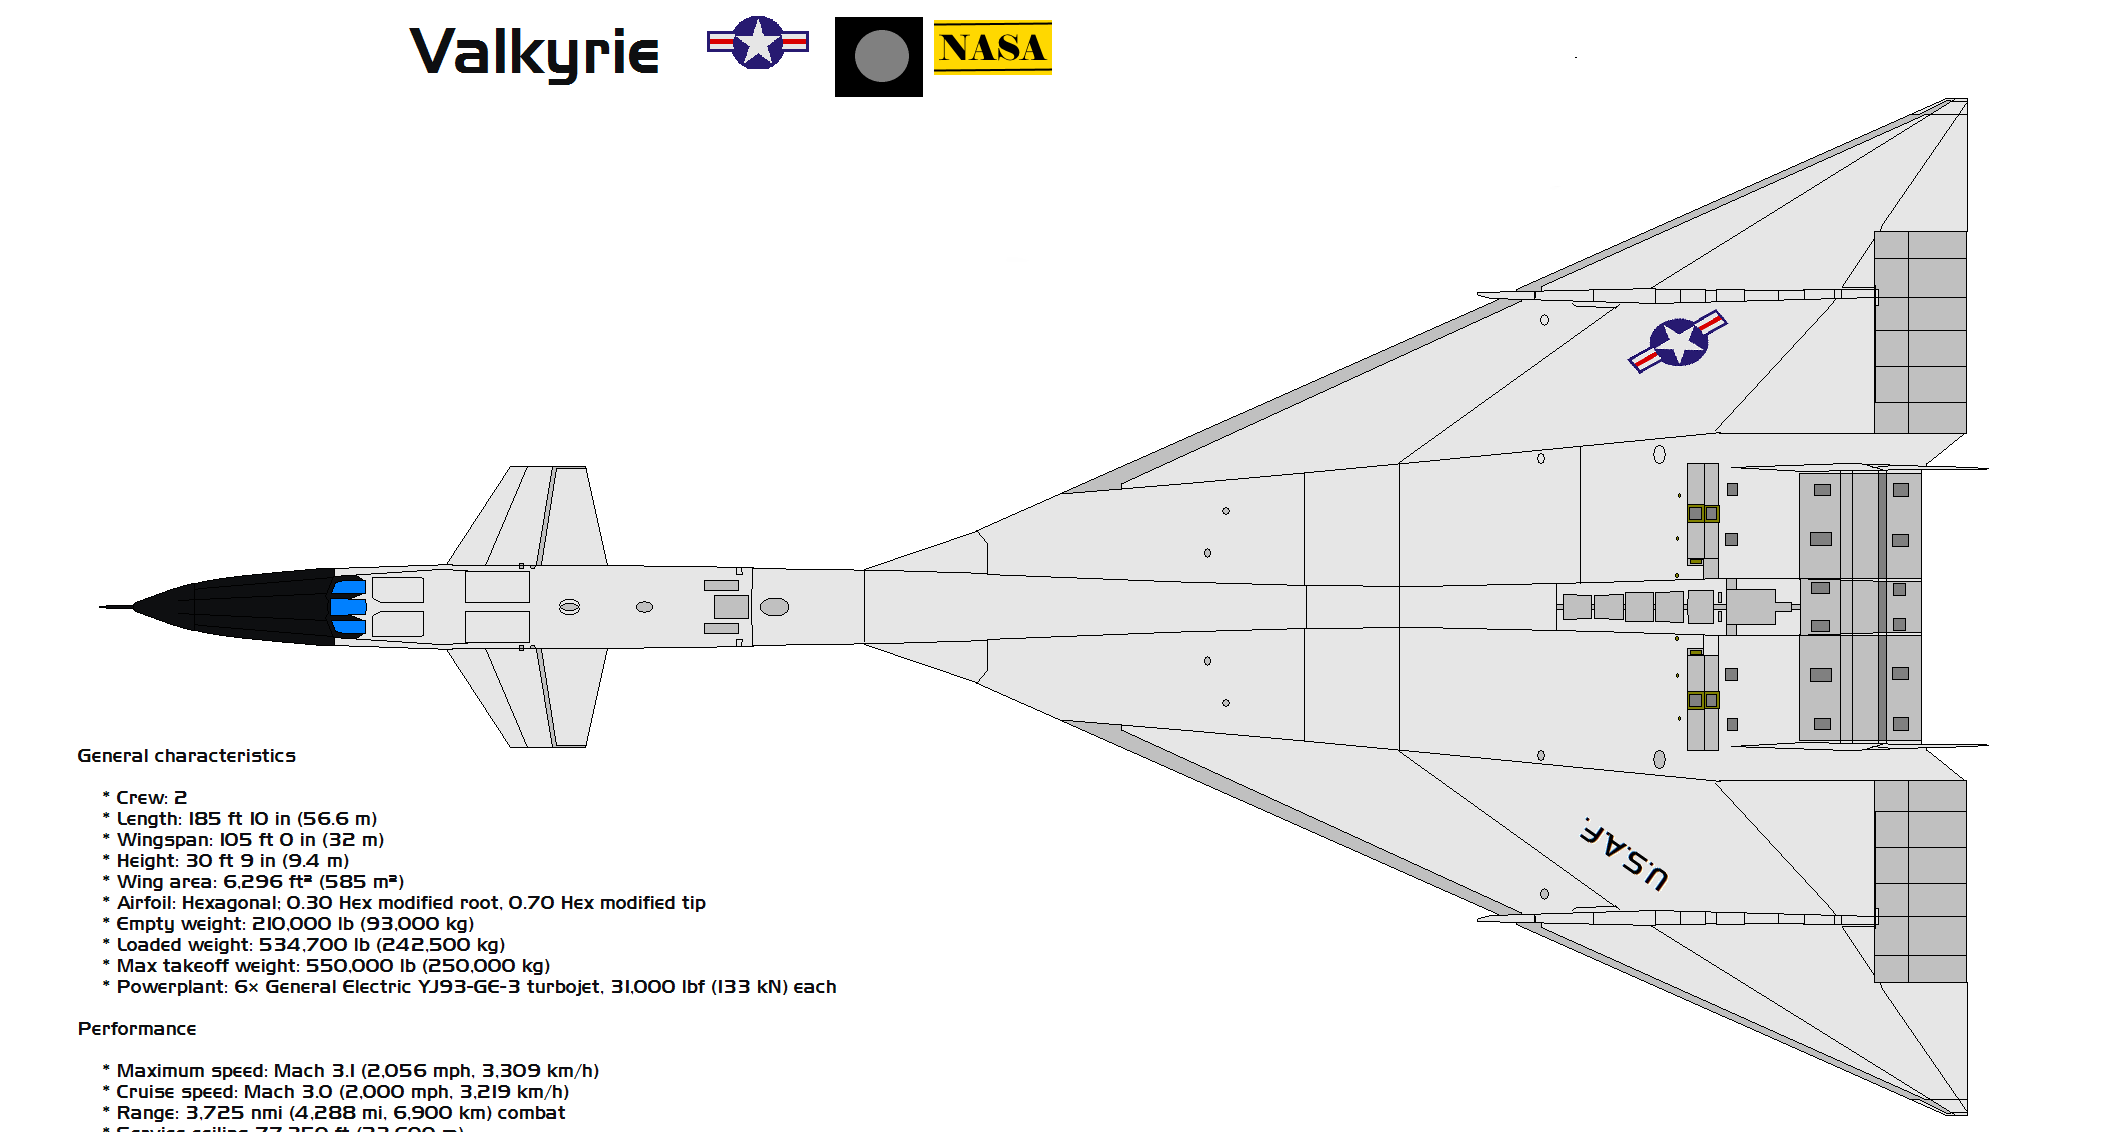 Valkyrie
NASA
U.S.A.F.
General characteristics
* Crew: 2
* Length: 185 ft 10 in (56.6 m)
* Wingspan: 105 ft 0 in (32 m)
* Height: 30 ft 9 in (9.4 m)
* Wing area: 6,296 ft² (585 m²)
* Airfoil: Hexagonal; 0.30 Hex modified root, 0.70 Hex modified tip
* Empty weight: 210,000 lb (93,000 kg)
* Loaded weight: 534,700 lb (242,500 kg)
* Max takeoff weight: 550,000 lb (250,000 kg)
* Powerplant: 6× General Electric YJ93-GE-3 turbojet, 31,000 lbf (133 kN) each
Performance
* Maximum speed: Mach 3.1 (2,056 mph, 3,309 km/h)
* Cruise speed: Mach 3.0 (2,000 mph, 3,219 km/h)
* Range: 3,725 nmi (4,288 mi, 6,900 km) combat